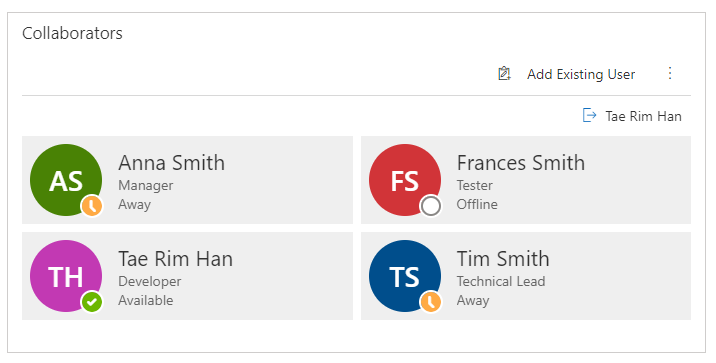 Collaborators
Add Existing User
Tae Rim Han
AS
Anna Smith
Manager
Away
FS
Frances Smith
Tester
Offline
TH
Tae Rim Han
Developer
Available
TS
Tim Smith
Technical Lead
Away